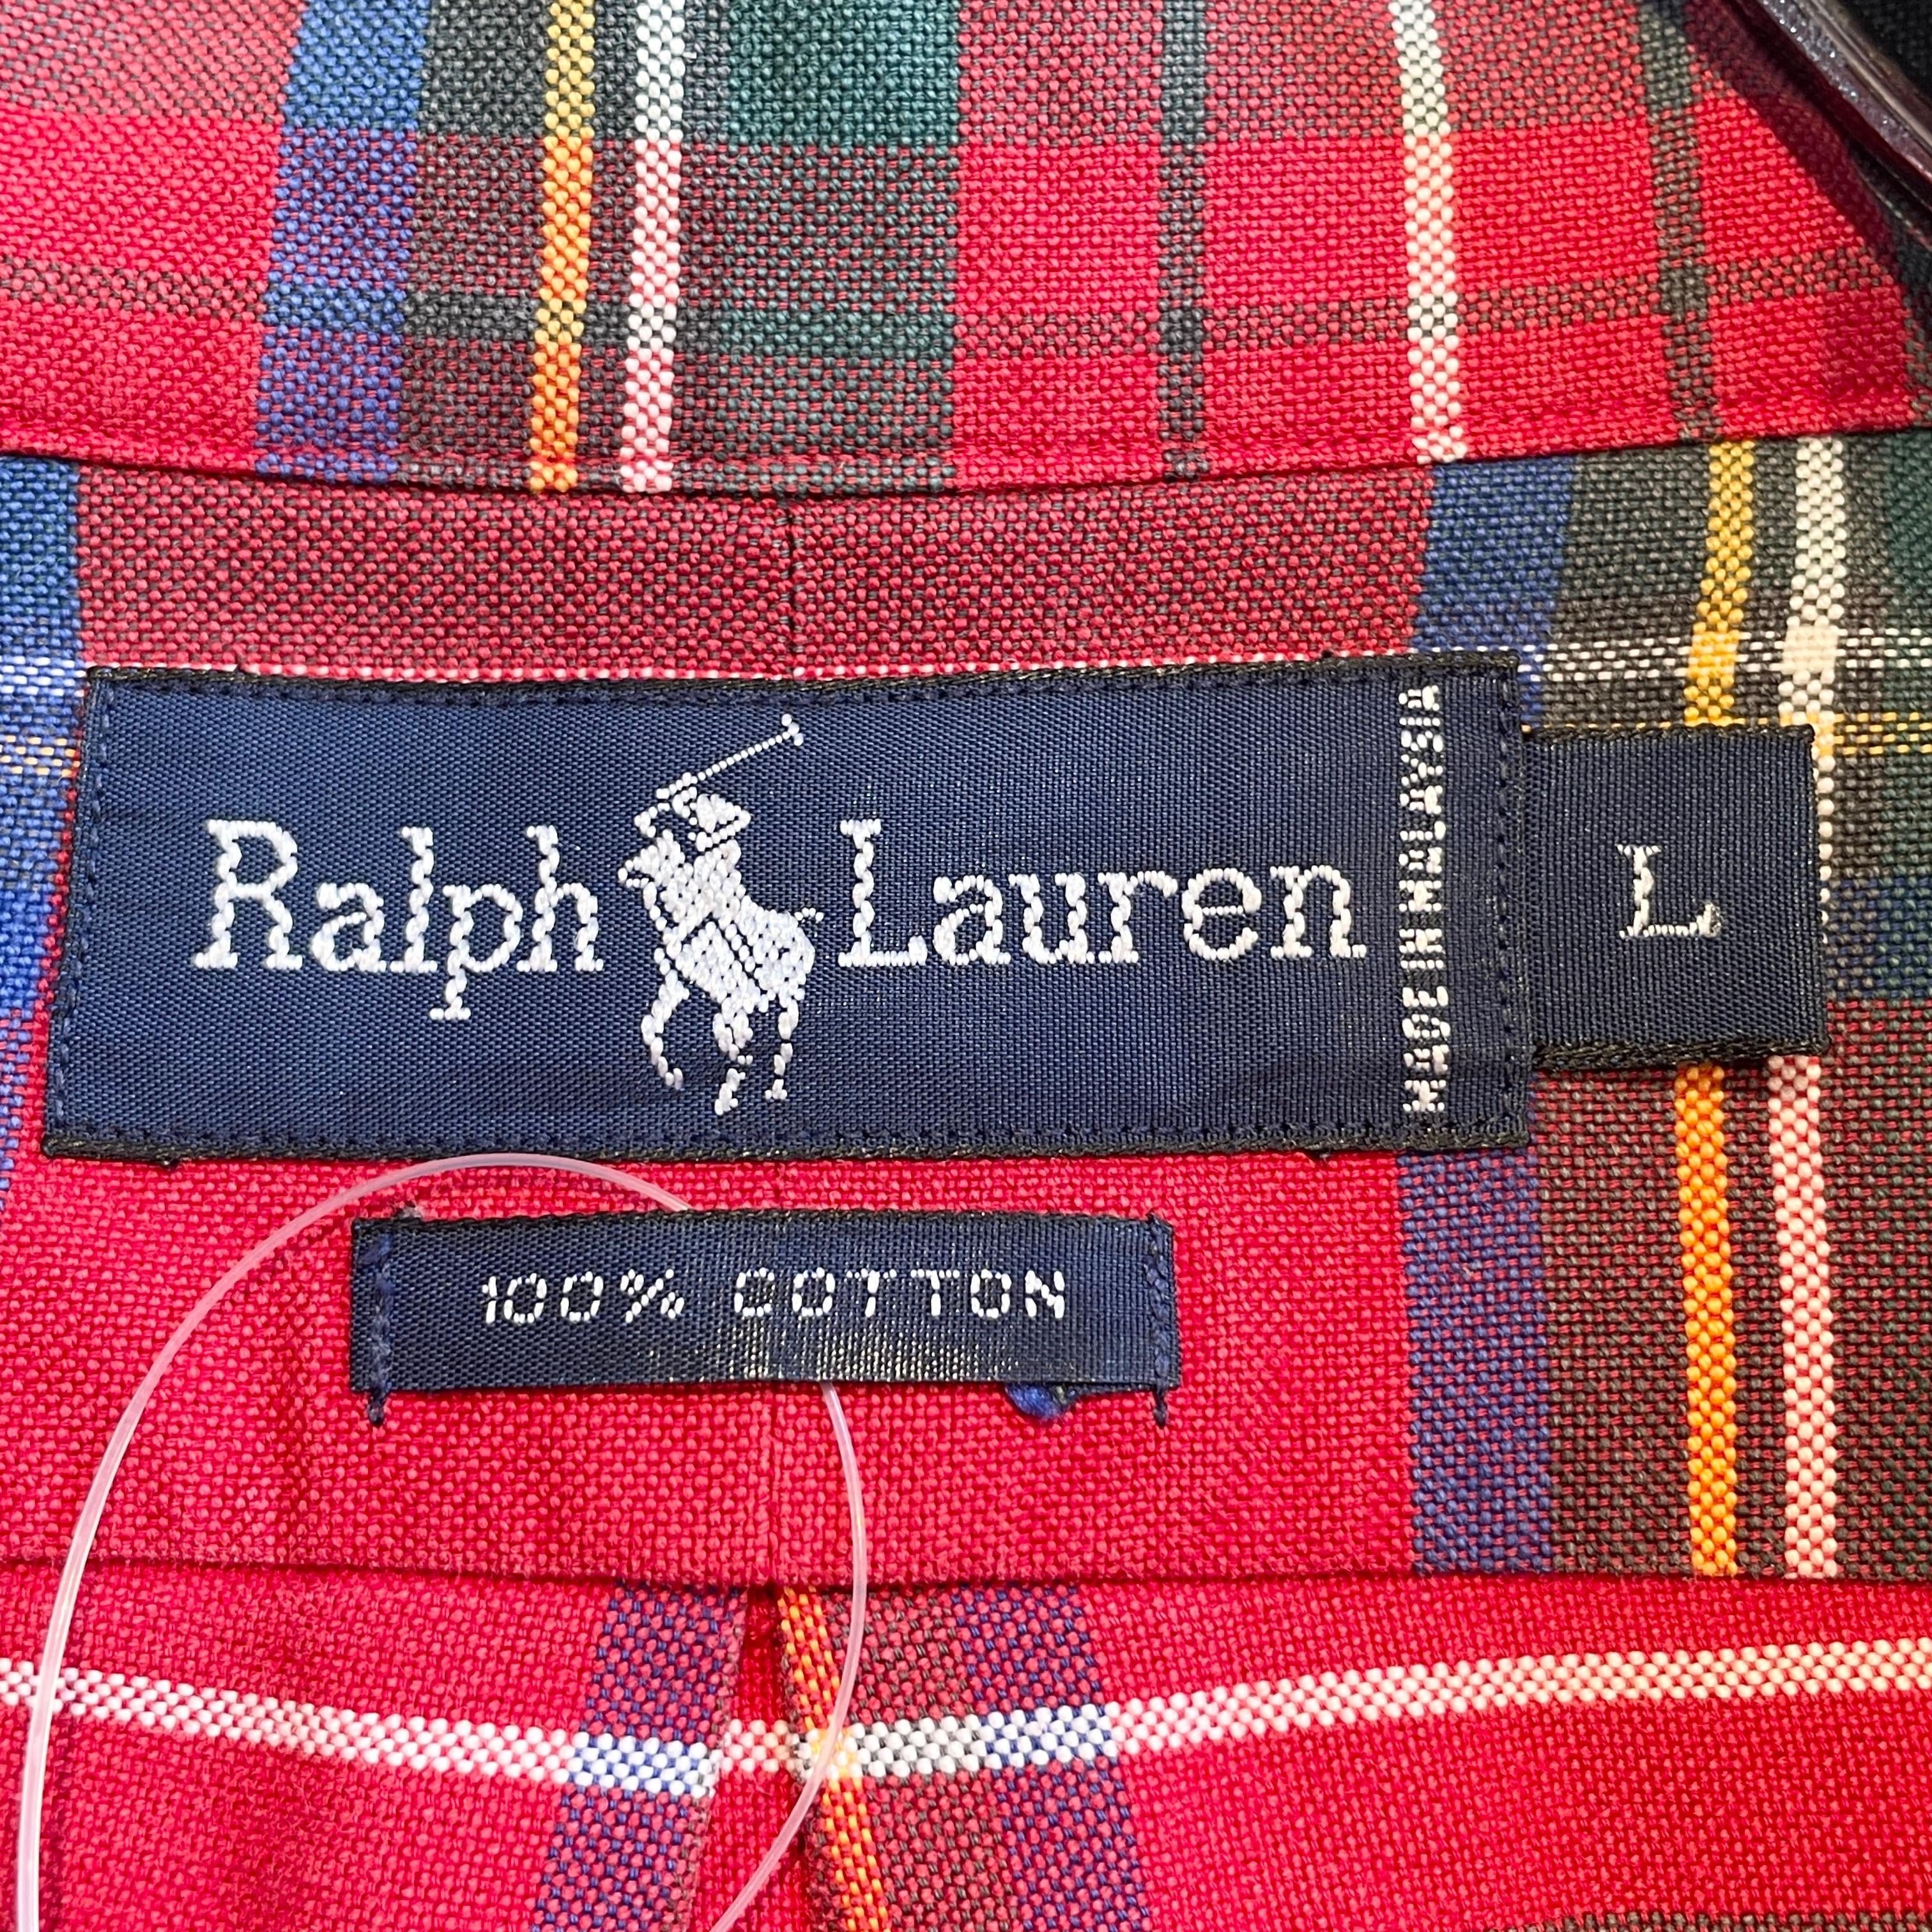 Ralph Lauren
MADE IN MALAYSIA
L
100% COTTON